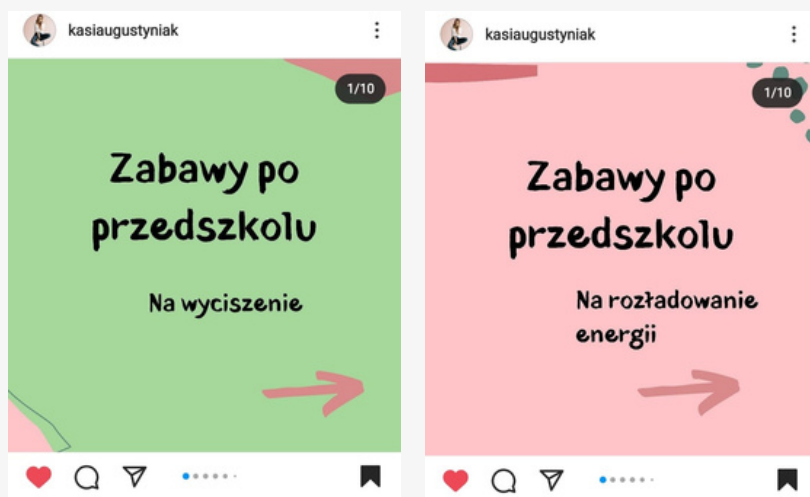 kasiaugustyniak
1/10
Zabawy po
przedszkolu
Na wyciszenie
kasiaugustyniak
1/10
Zabawy po
przedszkolu
Na rozładowanie
energii